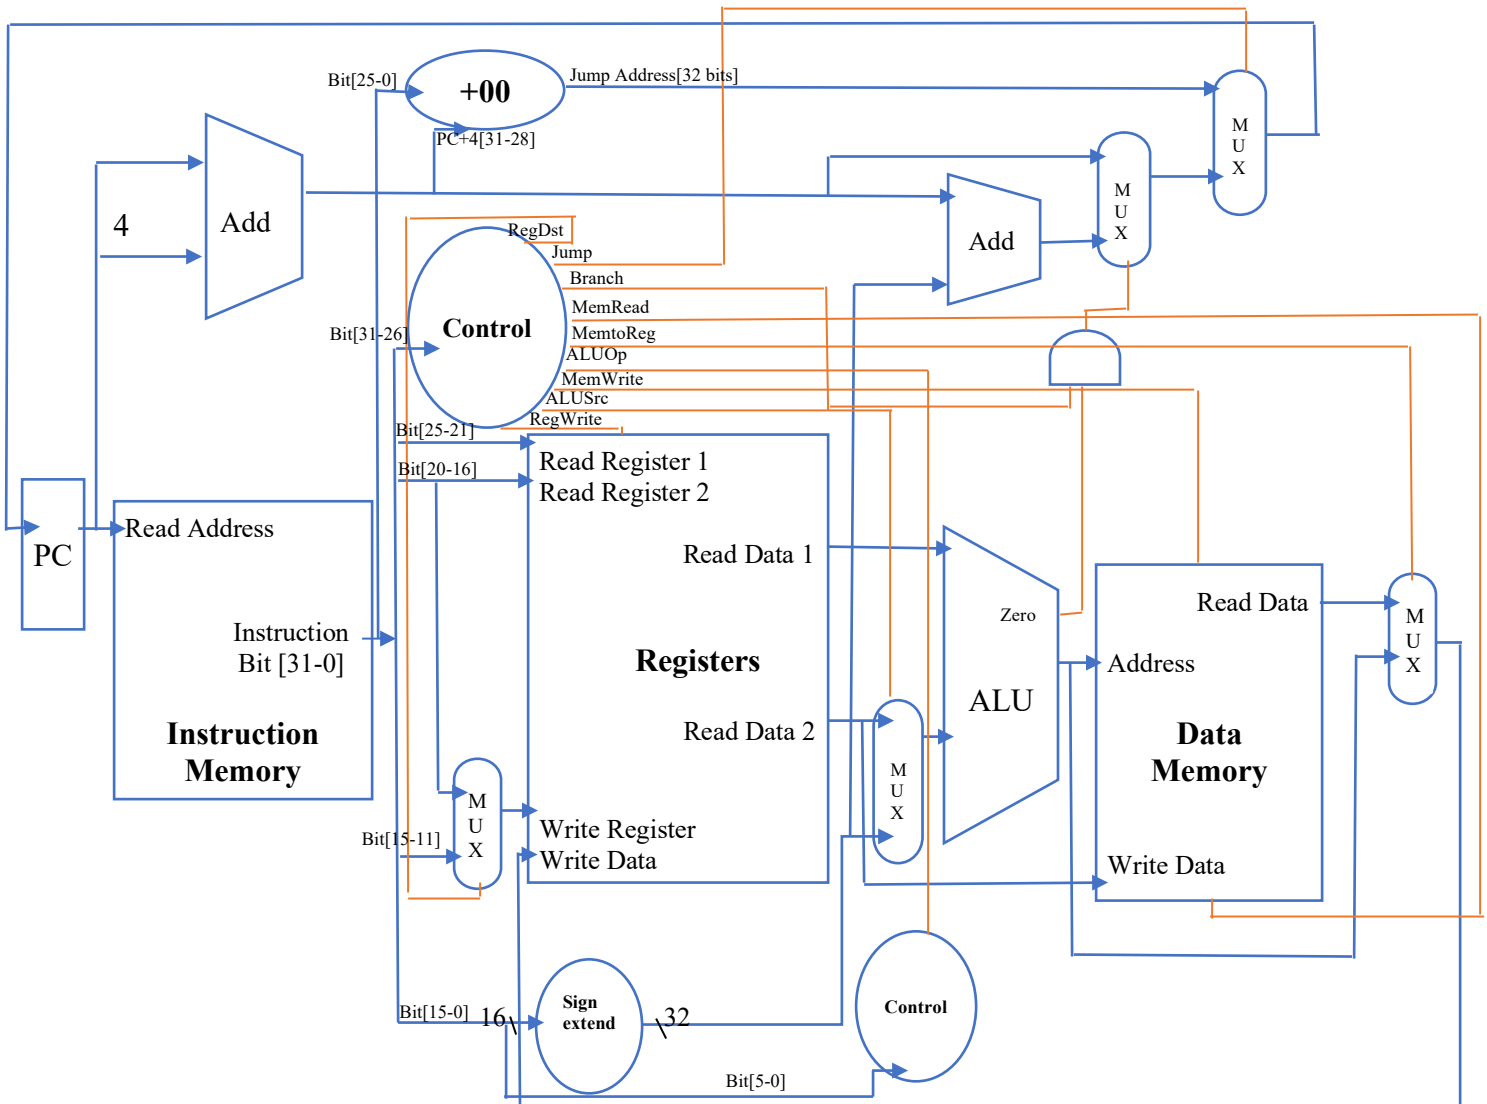 Bit[25-0]
+00
Jump Address[32 bits]
PC+4[31-28]
M
U
X
M
U
X
4
Add
Add
RegDst
Jump
Branch
MemRead
MemtoReg
ALUOp
MemWrite
ALUSrc
RegWrite
Control
Bit[31-26]
Bit[25-21]
Bit[20-16]
Read Register 1
Read Register 2
Read Data 1
Registers
Read Data 2
Write Register
Write Data
PC
Read Address
Instruction
Bit [31-0]
Instruction
Memory
M
U
X
Bit[15-11]
Zero
ALU
M
U
X
Read Data
Address
Data
Memory
Write Data
M
U
X
Bit[15-0]
16\
Sign
extend
\32
Control
Bit[5-0]